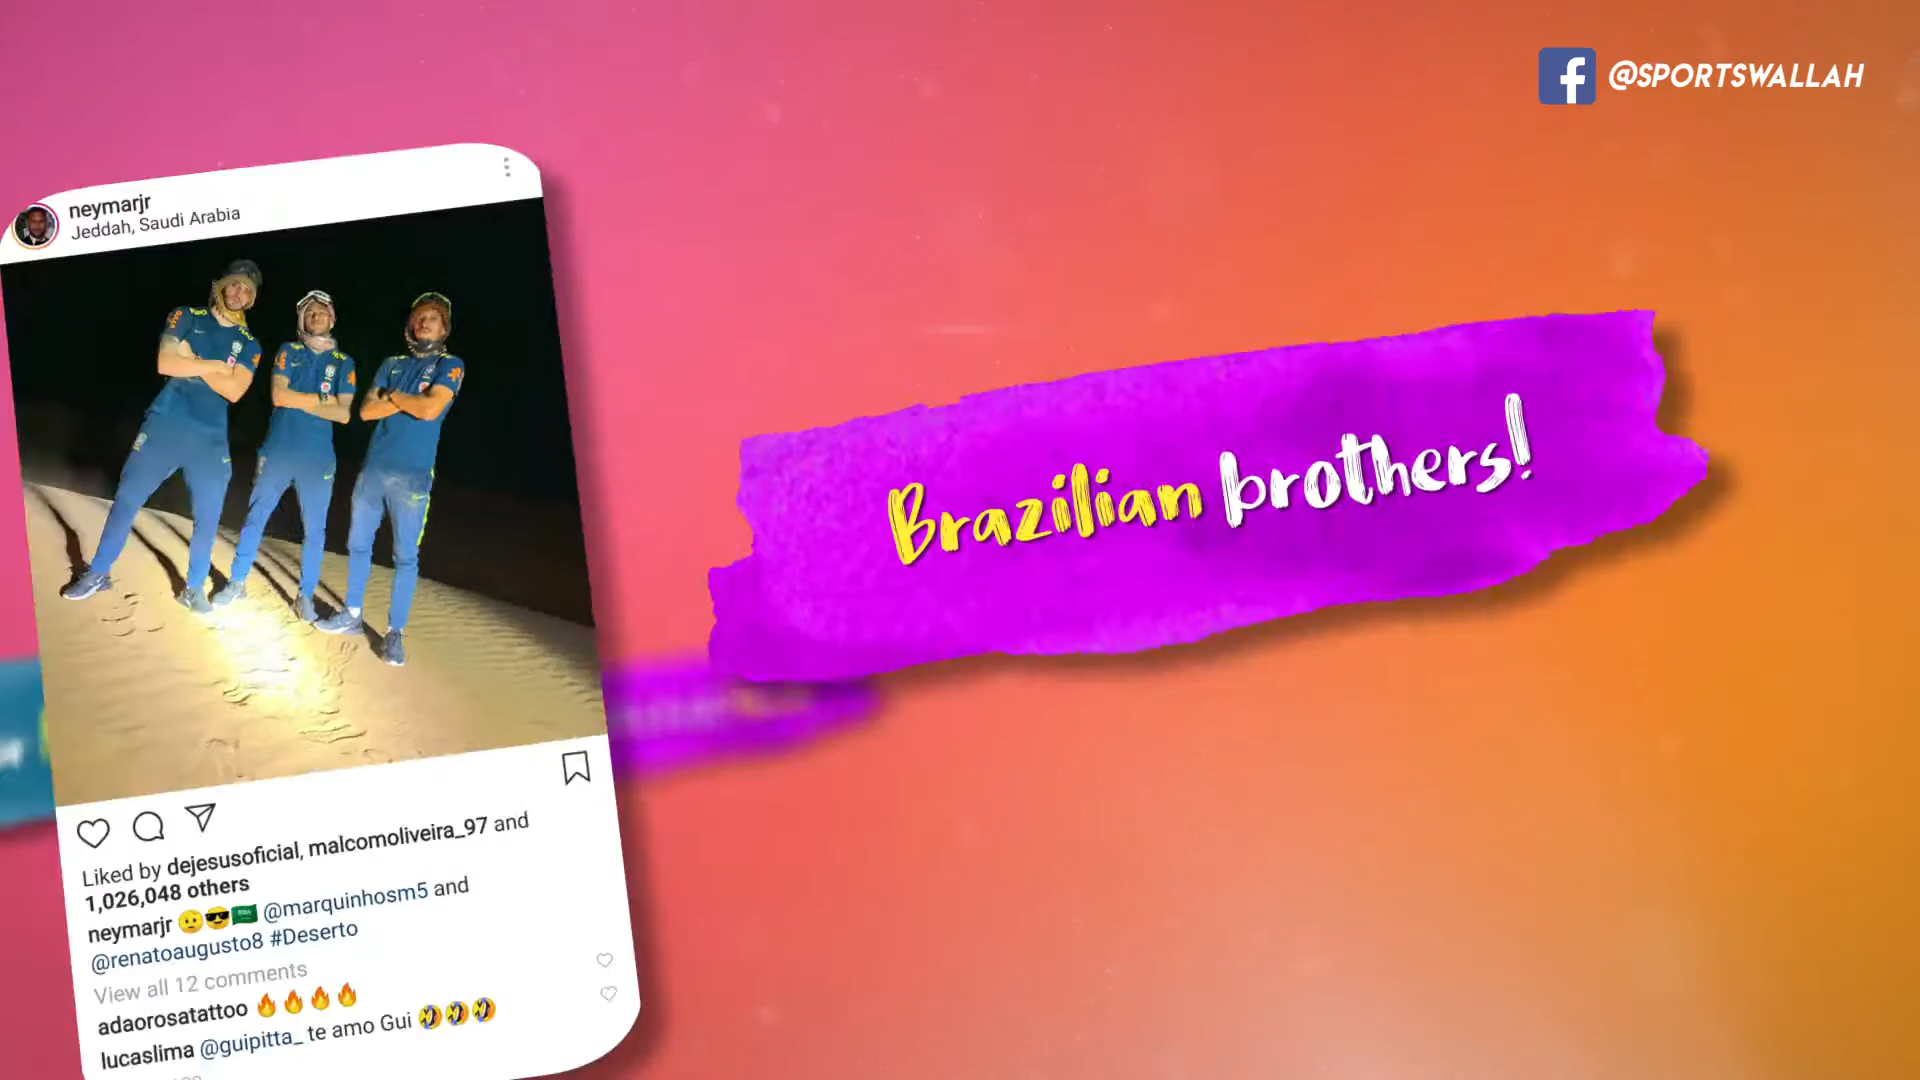 @SPORTSWALLAH
neymarjr
Jeddah, Saudi Arabia
Brazilian brothers!
Liked by dejesusoficial, malcomoliveira_97 and
1,026,048 others
neymarjr 🙂😎🇸🇦 @marquinhosm5 and
@renatoaugusto8 #Deserto
View all 12 comments
adaorosatattoo 🔥🔥🔥🔥
lucaslima @guipitta_ te amo Gui 🤣🤣🤣